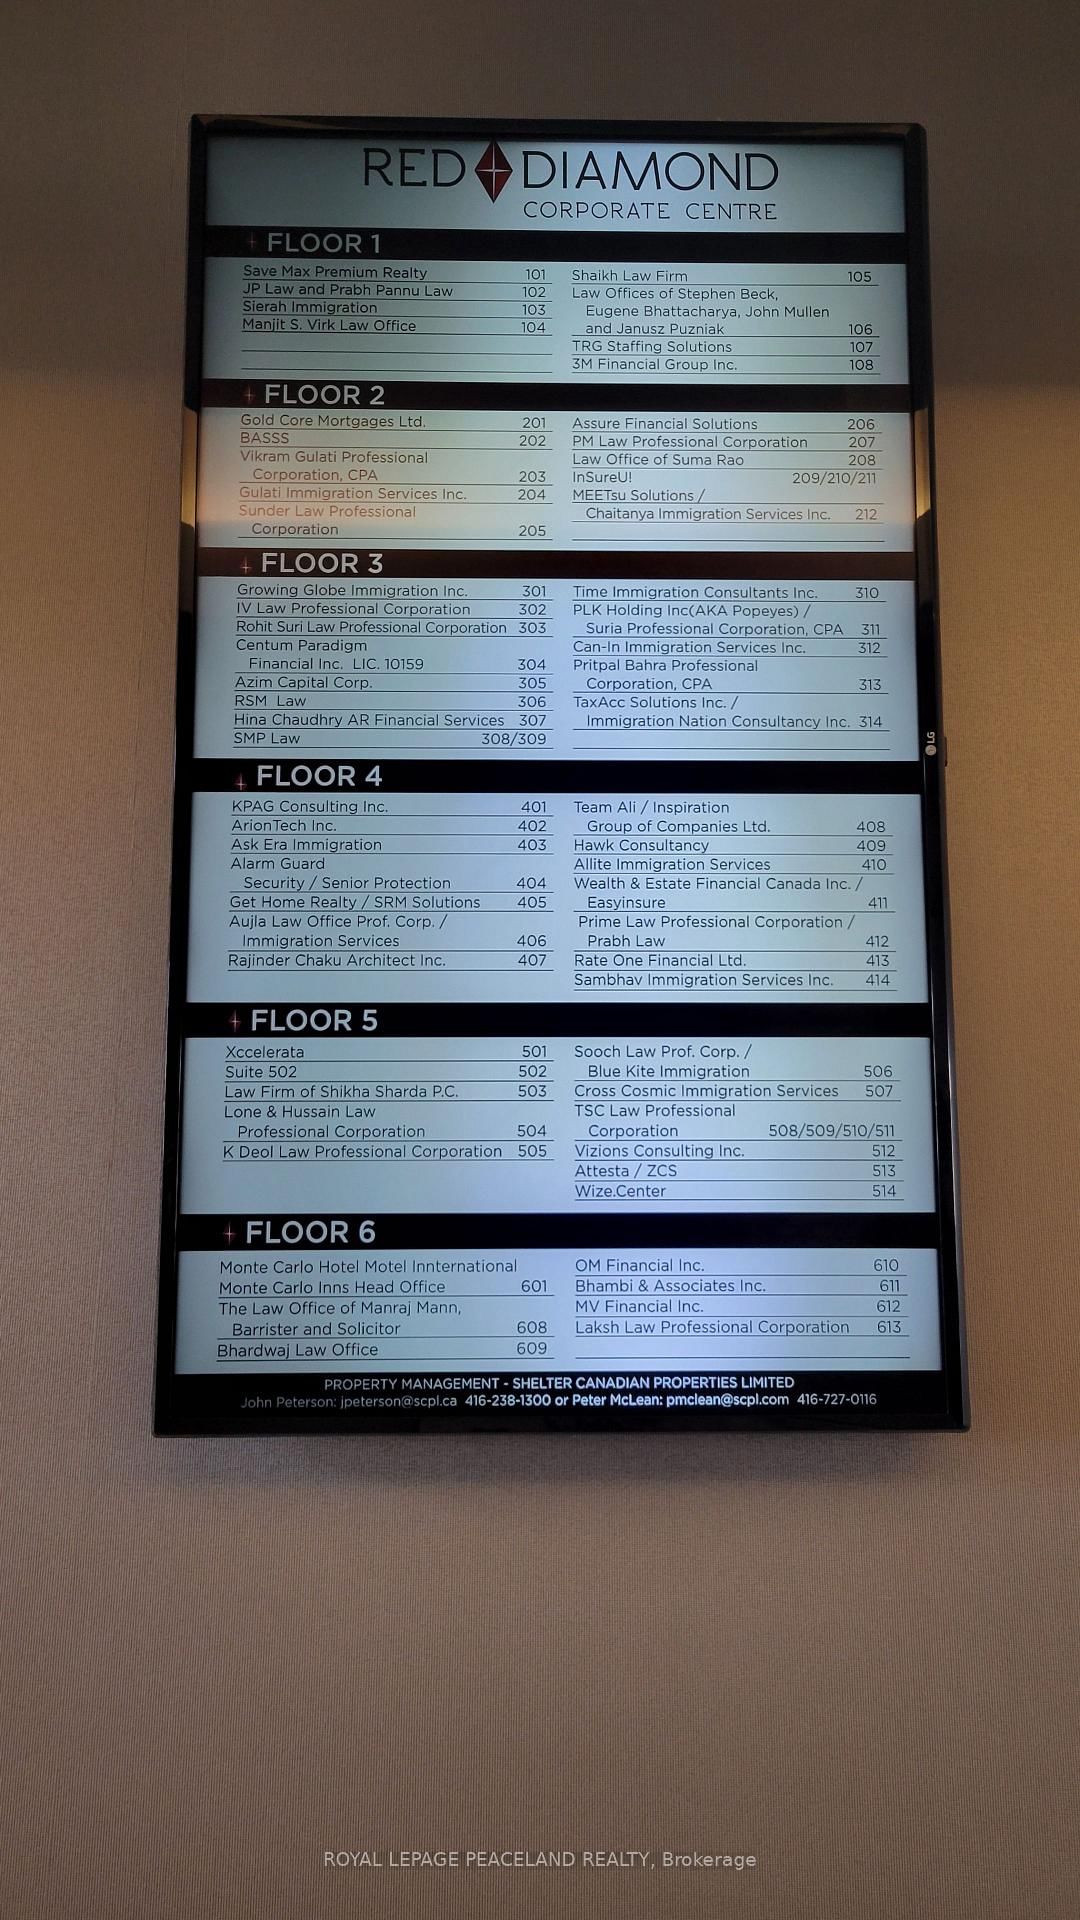 RED DIAMOND
CORPORATE CENTRE
FLOOR 1
Save Max Premium Realty 101
JP Law and Prabh Pannu Law 102
Sierah Immigration 103
Manjit S. Virk Law Office 104
Shaikh Law Firm 105
Law Offices of Stephen Beck,
Eugene Bhattacharya, John Mullen
and Janusz Puzniak 106
TRG Staffing Solutions 107
3M Financial Group Inc. 108
FLOOR 2
Gold Core Mortgages Ltd. 201
BASSS 202
Vikram Gulati Professional
Corporation, CPA 203
Gulati Immigration Services Inc. 204
Sunder Law Professional
Corporation 205
Assure Financial Solutions 206
PM Law Professional Corporation 207
Law Office of Suma Rao 208
InSureU! 209/210/211
MEETsu Solutions /
Chaitanya Immigration Services Inc. 212
FLOOR 3
Growing Globe Immigration Inc. 301
IV Law Professional Corporation 302
Rohit Suri Law Professional Corporation 303
Centum Paradigm
Financial Inc. LIC. 10159 304
Azim Capital Corp. 305
RSM Law 306
Hina Chaudhry AR Financial Services 307
SMP Law 308/309
Time Immigration Consultants Inc. 310
PLK Holding Inc(AKA Popeyes) /
Suria Professional Corporation, CPA 311
Can-In Immigration Services Inc. 312
Pritpal Bahra Professional
Corporation, CPA 313
TaxAcc Solutions Inc. /
Immigration Nation Consultancy Inc. 314
LG
FLOOR 4
KPAG Consulting Inc. 401
ArionTech Inc. 402
Ask Era Immigration 403
Alarm Guard
Security / Senior Protection 404
Get Home Realty / SRM Solutions 405
Aujla Law Office Prof. Corp. /
Immigration Services 406
Rajinder Chaku Architect Inc. 407
Team Ali / Inspiration
Group of Companies Ltd. 408
Hawk Consultancy 409
Allite Immigration Services 410
Wealth & Estate Financial Canada Inc. /
Easyinsure 411
Prime Law Professional Corporation /
Prabh Law 412
Rate One Financial Ltd. 413
Sambhav Immigration Services Inc. 414
FLOOR 5
Xccelerata 501
Suite 502 502
Law Firm of Shikha Sharda P.C. 503
Lone & Hussain Law
Professional Corporation 504
K Deol Law Professional Corporation 505
Sooch Law Prof. Corp. /
Blue Kite Immigration 506
Cross Cosmic Immigration Services 507
TSC Law Professional
Corporation 508/509/510/511
Vizions Consulting Inc. 512
Attesta / ZCS 513
Wize.Center 514
FLOOR 6
Monte Carlo Hotel Motel Innternational
Monte Carlo Inns Head Office 601
The Law Office of Manraj Mann,
Barrister and Solicitor 608
Bhardwaj Law Office 609
OM Financial Inc. 610
Bhambi & Associates Inc. 611
MV Financial Inc. 612
Laksh Law Professional Corporation 613
PROPERTY MANAGEMENT - SHELTER CANADIAN PROPERTIES LIMITED
John Peterson: jpeterson@scpl.ca 416-238-1300 or Peter McLean: pmclean@scpl.com 416-727-0116
ROYAL LEPAGE PEACELAND REALTY, Brokerage